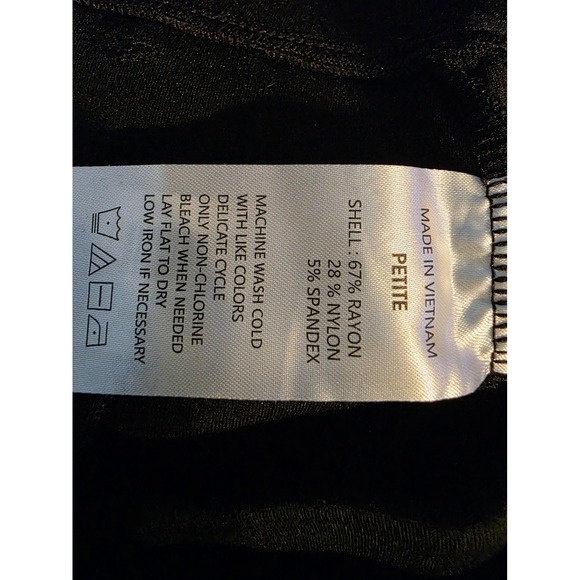 MADE IN VIETNAM
PETITE
SHELL : 67% RAYON
28 % NYLON
5% SPANDEX
MACHINE WASH COLD
WITH LIKE COLORS
DELICATE CYCLE
ONLY NON-CHLORINE
BLEACH WHEN NEEDED
LAY FLAT TO DRY
LOW IRON IF NECESSARY